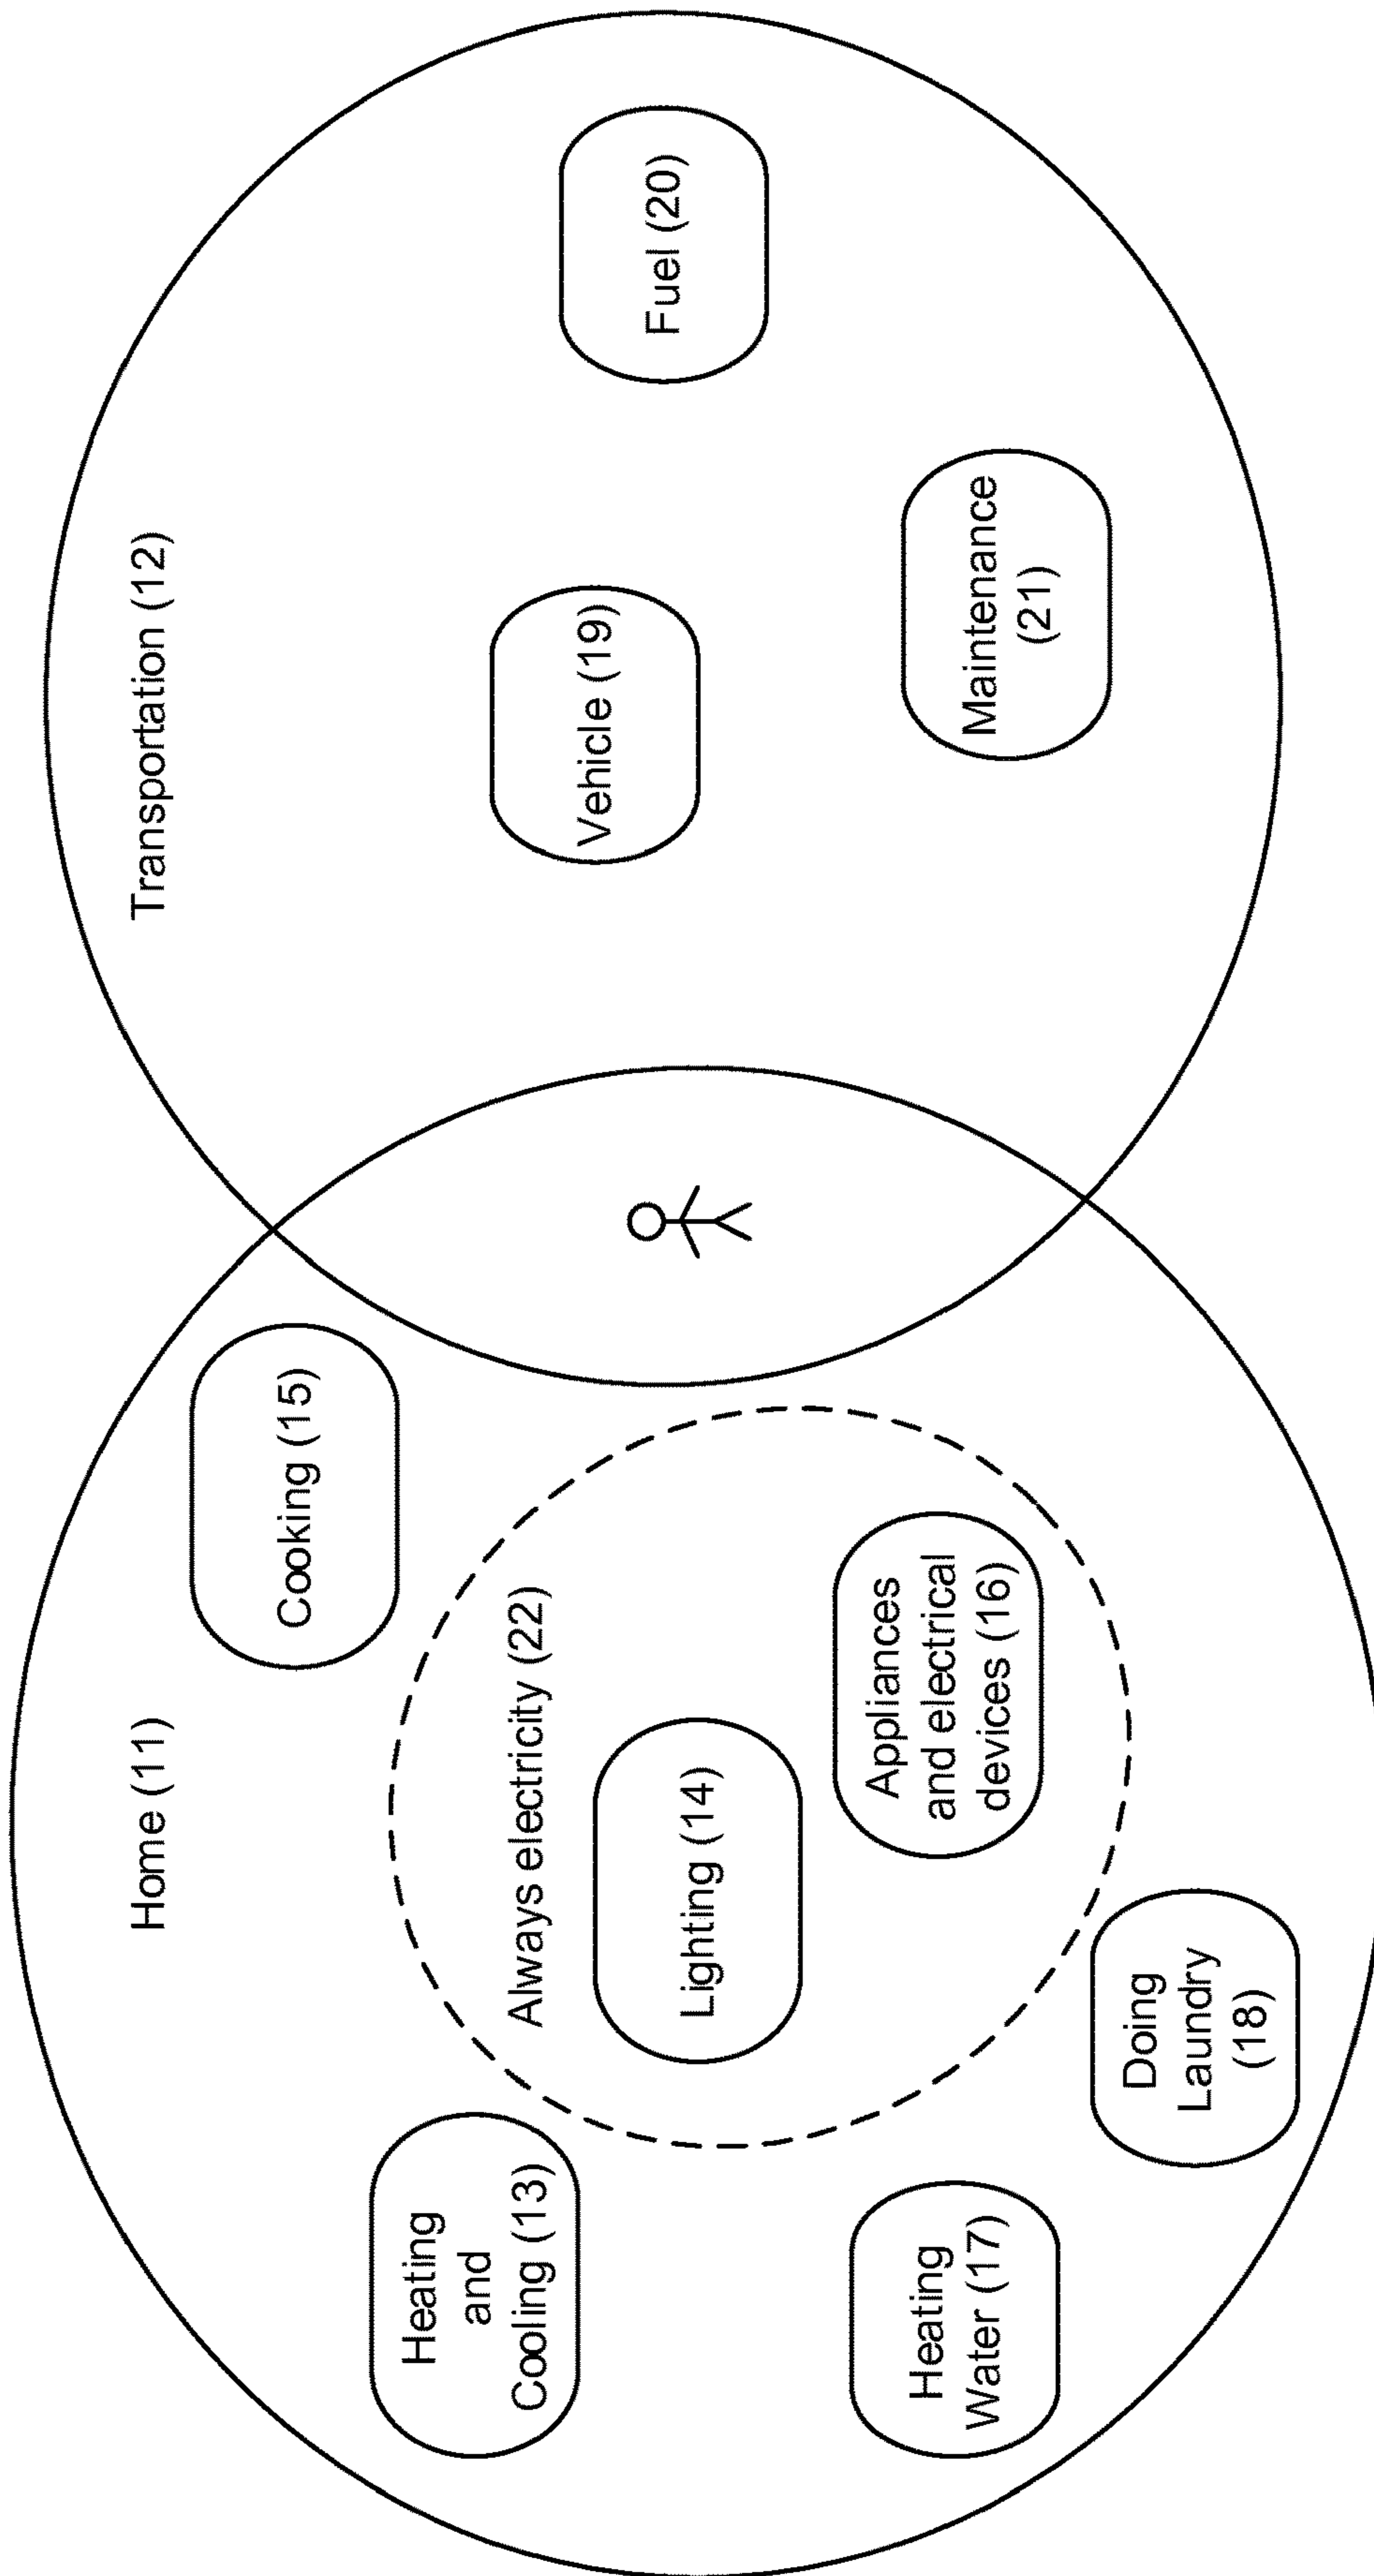 Home (11)
Transportation (12)
Cooking (15)
Heating
and
Cooling (13)
Always electricity (22)
Lighting (14)
Appliances
and electrical
devices (16)
Heating
Water (17)
Doing
Laundry
(18)
Vehicle (19)
Fuel (20)
Maintenance
(21)